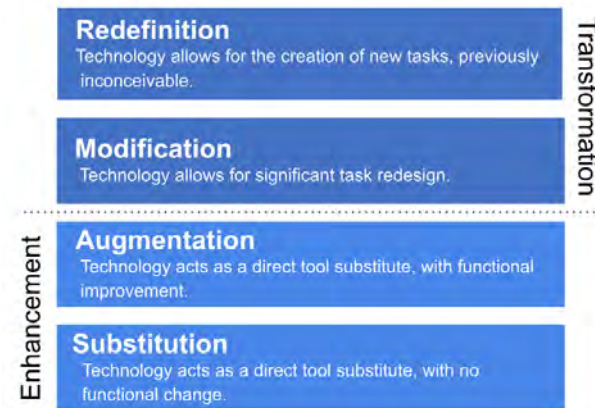 Redefinition
Technology allows for the creation of new tasks, previously
inconceivable.
Transformation
Modification
Technology allows for significant task redesign.
Enhancement
Augmentation
Technology acts as a direct tool substitute, with functional
improvement.
Substitution
Technology acts as a direct tool substitute, with no
functional change.